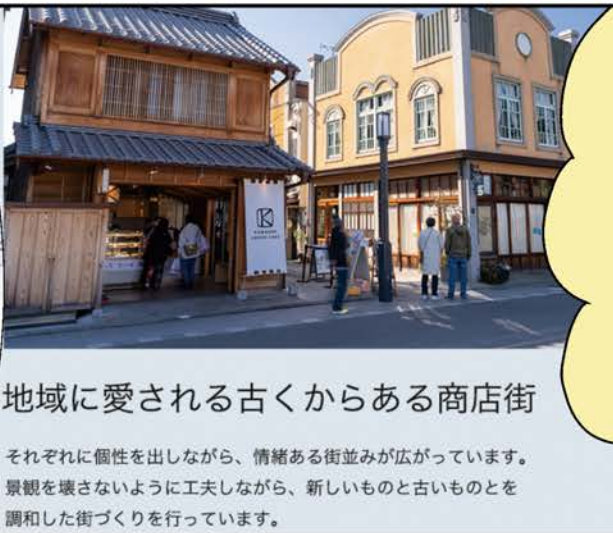 地域に愛される古くからある商店街
それぞれに個性を出しながら、情緒ある街並みが広がっています。
景観を壊さないように工夫しながら、新しいものと古いものとを
調和した街づくりを行っています。